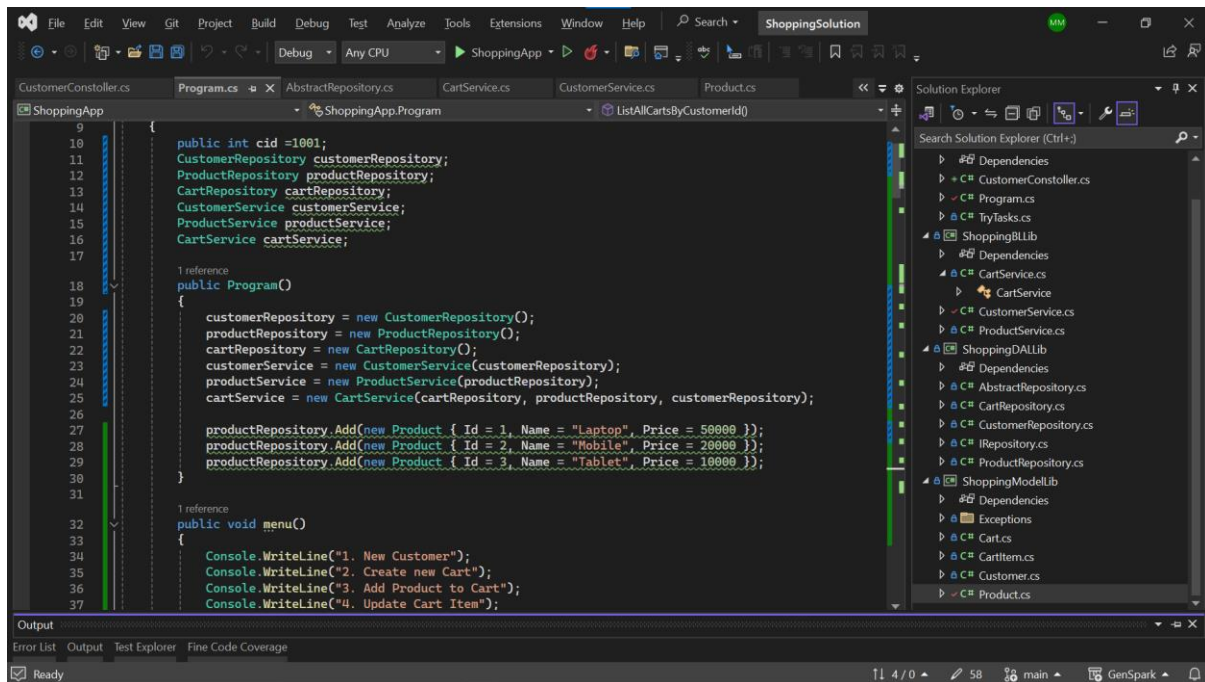 File Edit View Git Project Build Debug Test Analyze Tools Extensions Window Help Search ShoppingSolution MM
Debug Any CPU ShoppingApp
CustomerConstoller.cs Program.cs AbstractRepository.cs CartService.cs CustomerService.cs Product.cs
ShoppingApp ShoppingApp.Program ListAllCartsByCustomerId()
9 {
10 public int cid =1001;
11 CustomerRepository customerRepository;
12 ProductRepository productRepository;
13 CartRepository cartRepository;
14 CustomerService customerService;
15 ProductService productService;
16 CartService cartService;
17
1 reference
18 public Program()
19 {
20 customerRepository = new CustomerRepository();
21 productRepository = new ProductRepository();
22 cartRepository = new CartRepository();
23 customerService = new CustomerService(customerRepository);
24 productService = new ProductService(productRepository);
25 cartService = new CartService(cartRepository, productRepository, customerRepository);
26
27 productRepository.Add(new Product { Id = 1, Name = "Laptop", Price = 50000 });
28 productRepository.Add(new Product { Id = 2, Name = "Mobile", Price = 20000 });
29 productRepository.Add(new Product { Id = 3, Name = "Tablet", Price = 10000 });
30 }
31
1 reference
32 public void menu()
33 {
34 Console.WriteLine("1. New Customer");
35 Console.WriteLine("2. Create new Cart");
36 Console.WriteLine("3. Add Product to Cart");
37 Console.WriteLine("4. Update Cart Item");
Solution Explorer
Search Solution Explorer (Ctrl+;)
Dependencies
C# CustomerConstoller.cs
C# Program.cs
C# TryTasks.cs
C# ShoppingBLLib
Dependencies
C# CartService.cs
CartService
C# CustomerService.cs
C# ProductService.cs
C# ShoppingDALLib
Dependencies
C# AbstractRepository.cs
C# CartRepository.cs
C# CustomerRepository.cs
C# IRepository.cs
C# ProductRepository.cs
C# ShoppingModelLib
Dependencies
Exceptions
C# Cart.cs
C# CartItem.cs
C# Customer.cs
C# Product.cs
Output
Error List Output Test Explorer Fine Code Coverage
Ready 4 / 0 58 main GenSpark